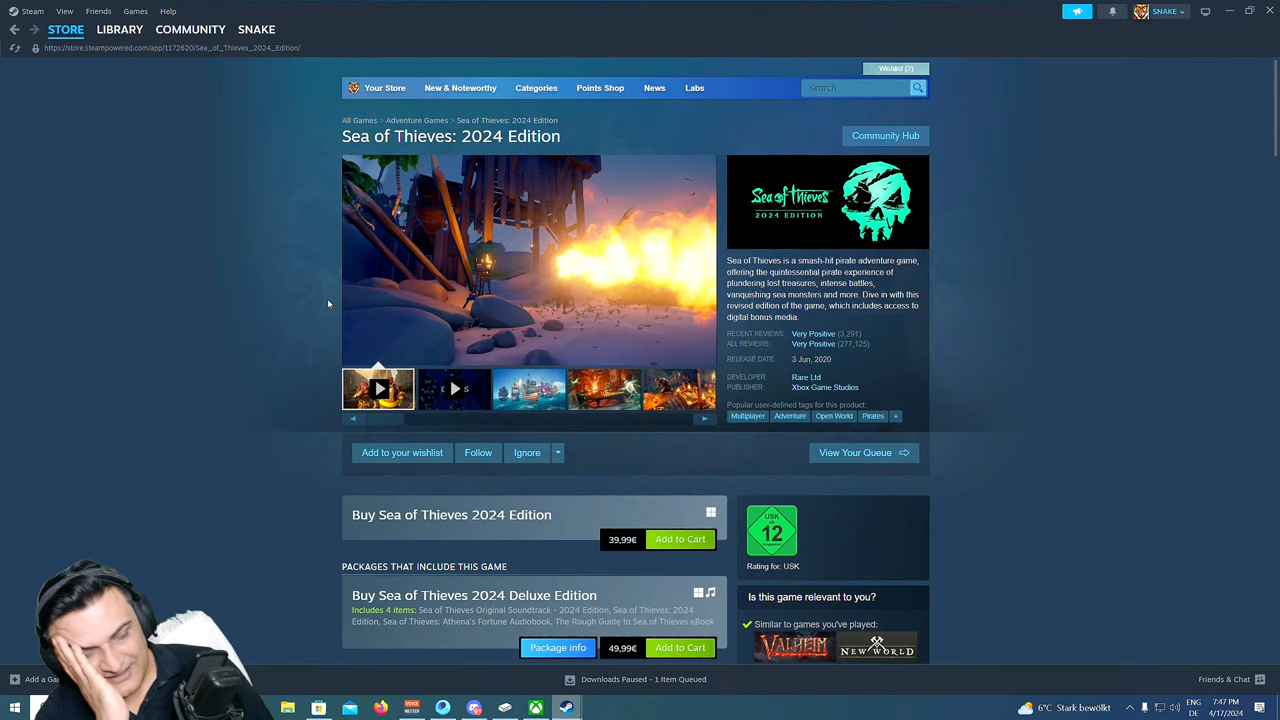 Steam View Friends Games Help
SNAKE
STORE LIBRARY COMMUNITY SNAKE
https://store.steampowered.com/app/1172620/Sea_of_Thieves_2024_Edition/
Wishlist (2)
Your Store New & Noteworthy Categories Points Shop News Labs
search
All Games > Adventure Games > Sea of Thieves: 2024 Edition
Sea of Thieves: 2024 Edition
Community Hub
Sea of Thieves
2024 EDITION
Sea of Thieves is a smash-hit pirate adventure game,
offering the quintessential pirate experience of
plundering lost treasures, intense battles,
vanquishing sea monsters and more. Dive in with this
revised edition of the game, which includes access to
digital bonus media.
RECENT REVIEWS: Very Positive (3,291)
ALL REVIEWS: Very Positive (277,125)
RELEASE DATE: 3 Jun, 2020
DEVELOPER: Rare Ltd
PUBLISHER: Xbox Game Studios
Popular user-defined tags for this product:
Multiplayer Adventure Open World Pirates +
Add to your wishlist Follow Ignore
View Your Queue
Buy Sea of Thieves 2024 Edition
39,99€ Add to Cart
PACKAGES THAT INCLUDE THIS GAME
Buy Sea of Thieves 2024 Deluxe Edition
Includes 4 items: Sea of Thieves Original Soundtrack - 2024 Edition, Sea of Thieves: 2024
Edition, Sea of Thieves: Athena's Fortune Audiobook, The Rough Guide to Sea of Thieves eBook
Package info 49,99€ Add to Cart
USK
ab
12
Rating for: USK
Is this game relevant to you?
Similar to games you've played:
VALHEIM
NEW WORLD
Add a Ga
Downloads Paused - 1 Item Queued
Friends & Chat
VOICE
MEETER
6°C Stark bewölkt
ENG
DE
7:47 PM
4/17/2024